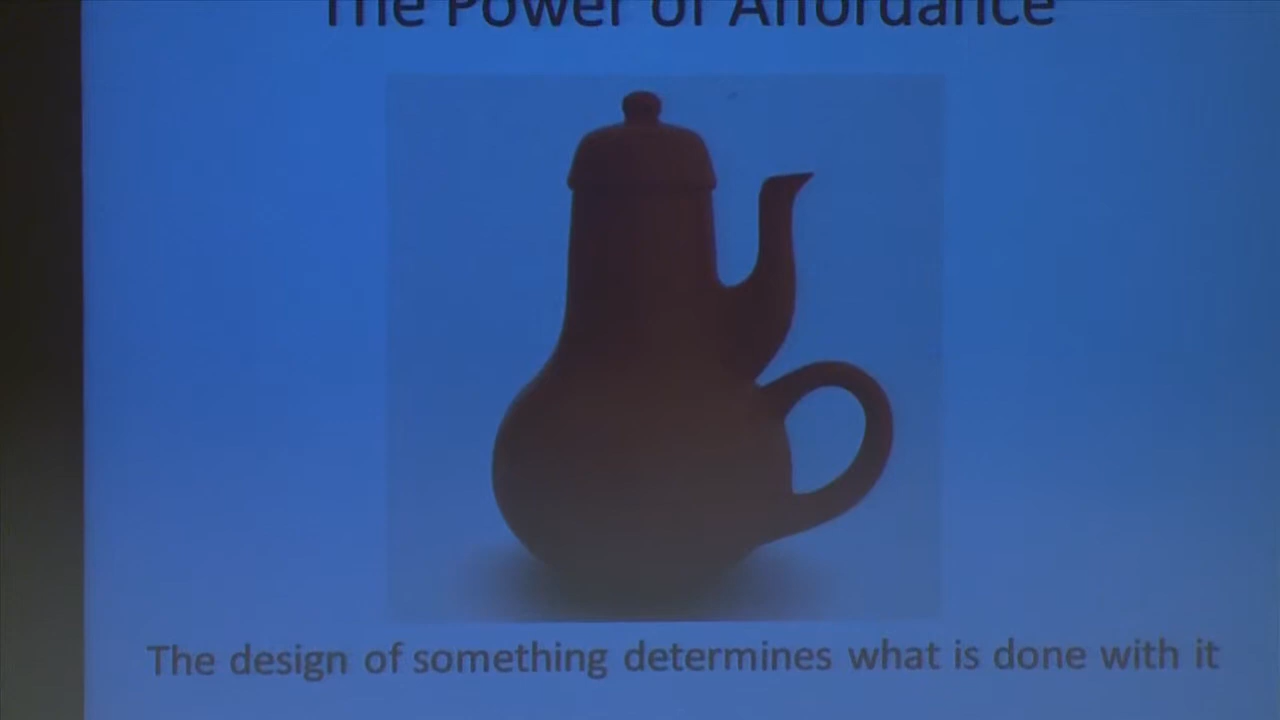 The Power of Affordance
The design of something determines what is done with it